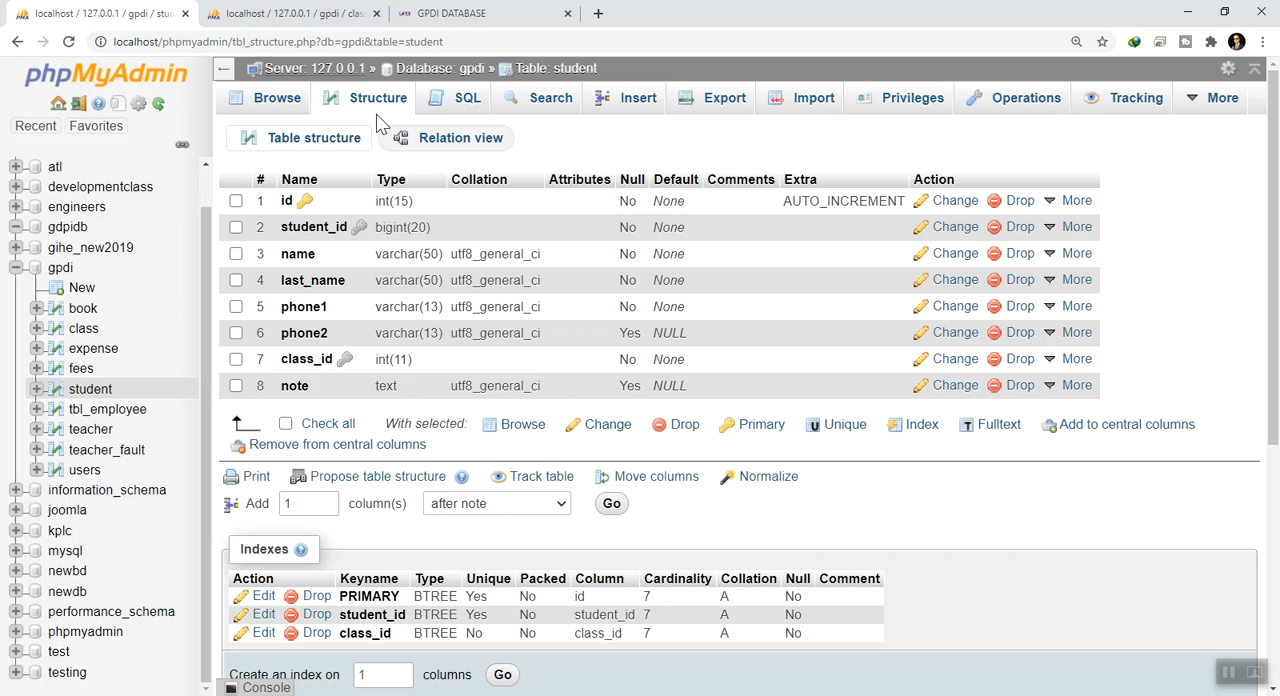 localhost / 127.0.0.1 / gpdi / stud
localhost / 127.0.0.1 / gpdi / clas
GPDI DATABASE
localhost/phpmyadmin/tbl_structure.php?db=gpdi&table=student
phpMyAdmin
Recent Favorites
atl
developmentclass
engineers
gdpidb
gihe_new2019
gpdi
New
book
class
expense
fees
student
tbl_employee
teacher
teacher_fault
users
information_schema
joomla
kplc
mysql
newbd
newdb
performance_schema
phpmyadmin
test
testing
Server: 127.0.0.1 » Database: gpdi » Table: student
Browse Structure SQL Search Insert Export Import Privileges Operations Tracking More
Table structure Relation view
# Name Type Collation Attributes Null Default Comments Extra Action
1 id int(15) No None AUTO_INCREMENT Change Drop More
2 student_id bigint(20) No None Change Drop More
3 name varchar(50) utf8_general_ci No None Change Drop More
4 last_name varchar(50) utf8_general_ci No None Change Drop More
5 phone1 varchar(13) utf8_general_ci No None Change Drop More
6 phone2 varchar(13) utf8_general_ci Yes NULL Change Drop More
7 class_id int(11) No None Change Drop More
8 note text utf8_general_ci Yes NULL Change Drop More
Check all With selected: Browse Change Drop Primary Unique Index Fulltext Add to central columns
Remove from central columns
Print Propose table structure Track table Move columns Normalize
Add 1 column(s) after note Go
Indexes
Action Keyname Type Unique Packed Column Cardinality Collation Null Comment
Edit Drop PRIMARY BTREE Yes No id 7 A No
Edit Drop student_id BTREE Yes No student_id 7 A No
Edit Drop class_id BTREE No No class_id 7 A No
Create an index on 1 columns Go
Console